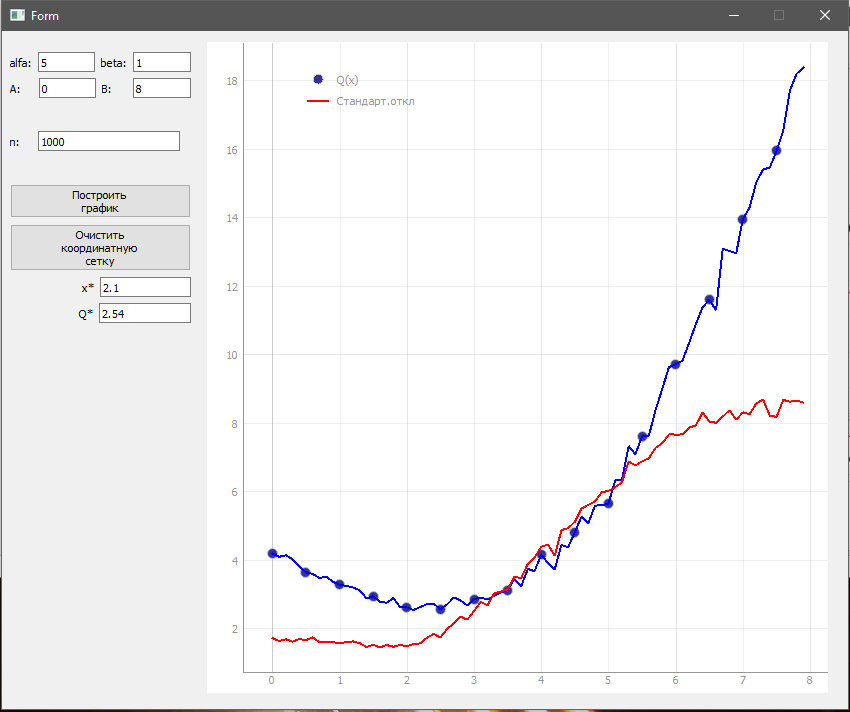 Form
alfa: 5 beta: 1
A: 0 B: 8
n: 1000
Построить
график
Очистить
координатную
сетку
x* 2.1
Q* 2.54
Q(x)
Стандарт.откл
18
16
14
12
10
8
6
4
2
0 1 2 3 4 5 6 7 8